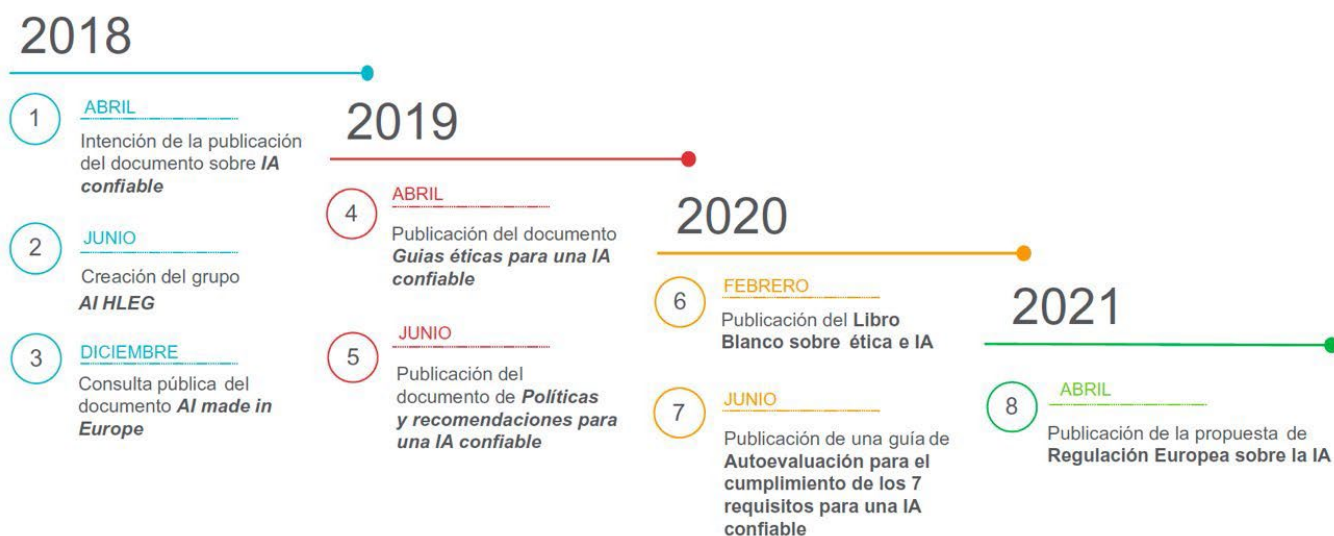 2018
1
ABRIL
Intención de la publicación
del documento sobre IA
confiable
2
JUNIO
Creación del grupo
AI HLEG
3
DICIEMBRE
Consulta pública del
documento AI made in
Europe
2019
4
ABRIL
Publicación del documento
Guias éticas para una IA
confiable
5
JUNIO
Publicación del
documento de Políticas
y recomendaciones para
una IA confiable
2020
6
FEBRERO
Publicación del Libro
Blanco sobre ética e IA
7
JUNIO
Publicación de una guía de
Autoevaluación para el
cumplimiento de los 7
requisitos para una IA
confiable
2021
8
ABRIL
Publicación de la propuesta de
Regulación Europea sobre la IA